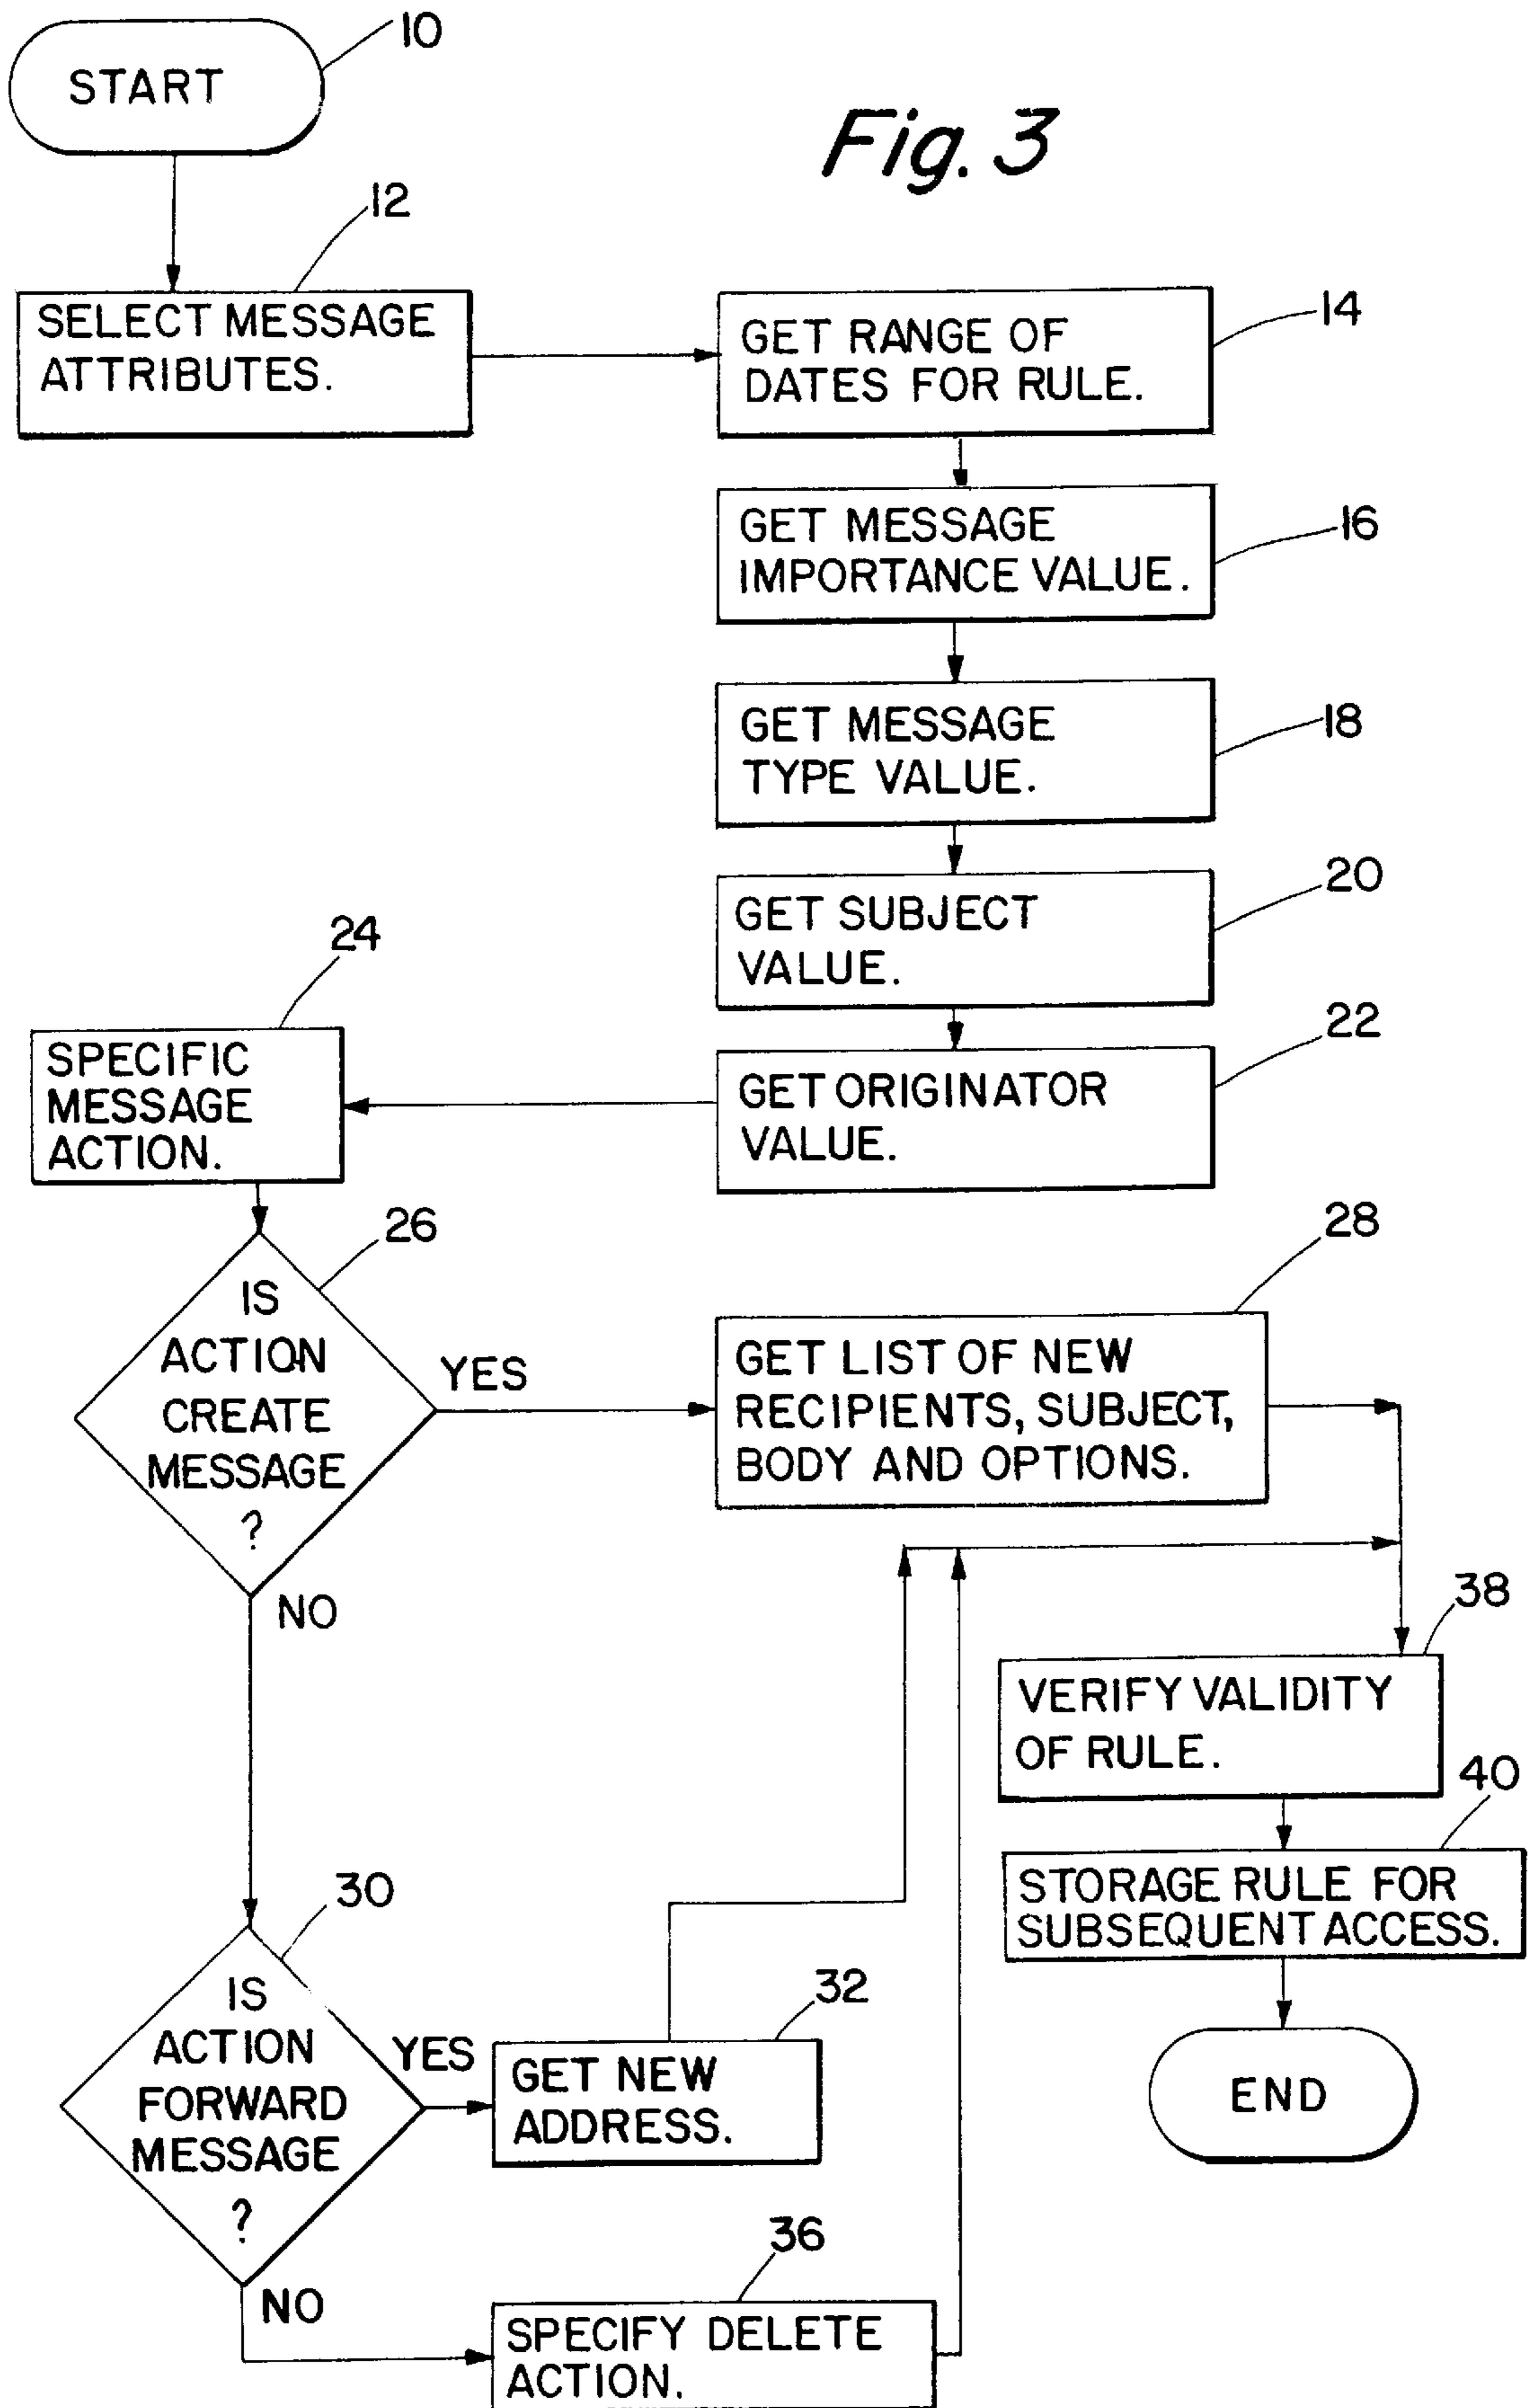 10
START
Fig. 3
12
SELECT MESSAGE
ATTRIBUTES.
14
GET RANGE OF
DATES FOR RULE.
16
GET MESSAGE
IMPORTANCE VALUE.
18
GET MESSAGE
TYPE VALUE.
20
GET SUBJECT
VALUE.
22
GET ORIGINATOR
VALUE.
24
SPECIFIC
MESSAGE
ACTION.
26
IS
ACTION
CREATE
MESSAGE
?
YES
NO
28
GET LIST OF NEW
RECIPIENTS, SUBJECT,
BODY AND OPTIONS.
30
IS
ACTION
FORWARD
MESSAGE
?
YES
NO
32
GET NEW
ADDRESS.
36
SPECIFY DELETE
ACTION.
38
VERIFY VALIDITY
OF RULE.
40
STORAGE RULE FOR
SUBSEQUENT ACCESS.
END